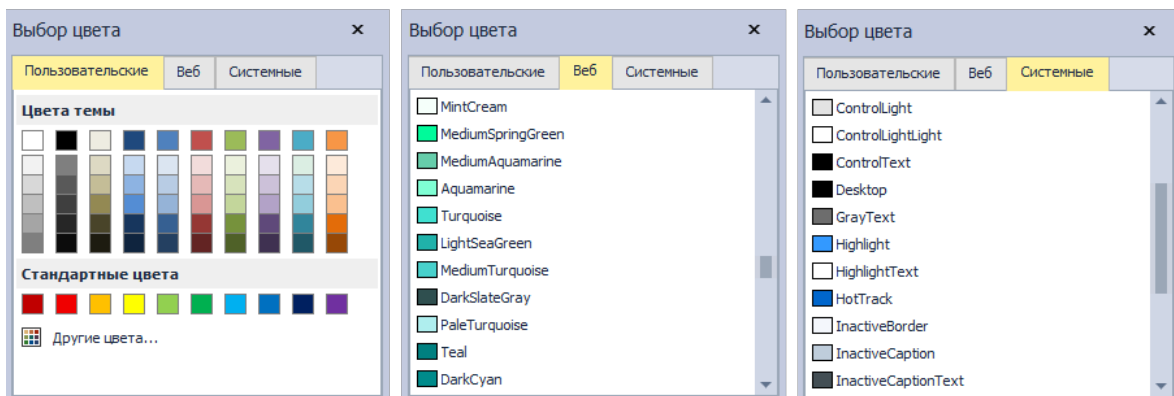 Выбор цвета
Пользовательские Веб Системные
Цвета темы
Стандартные цвета
Другие цвета...
Выбор цвета
Пользовательские Веб Системные
MintCream
MediumSpringGreen
MediumAquamarine
Aquamarine
Turquoise
LightSeaGreen
MediumTurquoise
DarkSlateGray
PaleTurquoise
Teal
DarkCyan
Выбор цвета
Пользовательские Веб Системные
ControlLight
ControlLightLight
ControlText
Desktop
GrayText
Highlight
HighlightText
HotTrack
InactiveBorder
InactiveCaption
InactiveCaptionText